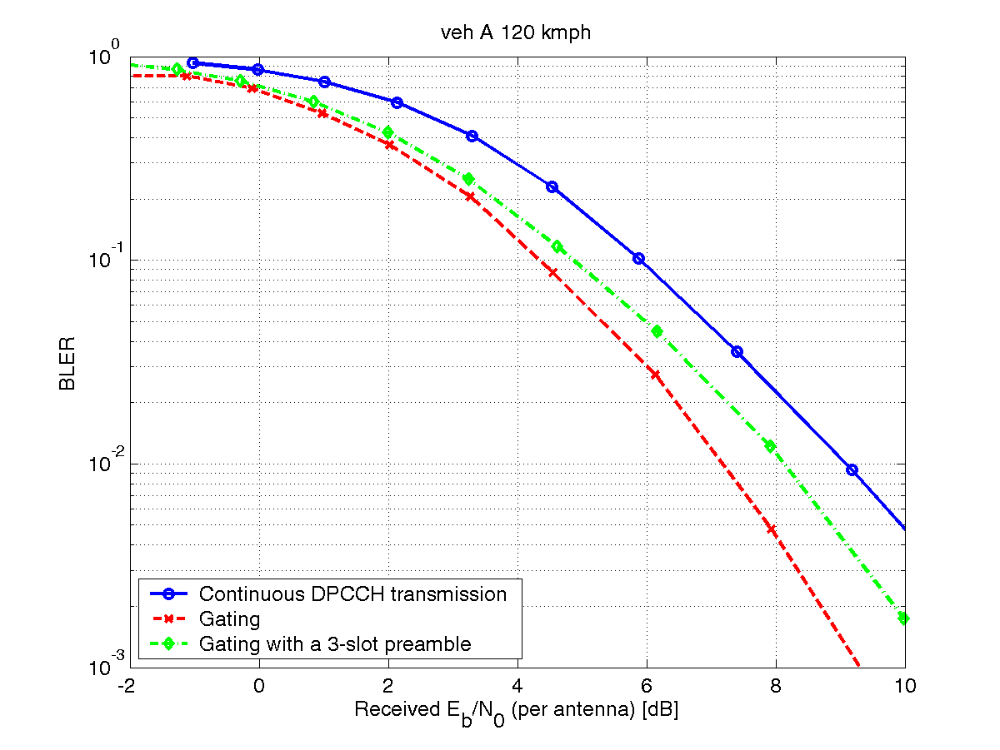 veh A 120 kmph
10^0
10^-1
10^-2
10^-3
BLER
-2 0 2 4 6 8 10
Received E_b/N_0 (per antenna) [dB]
Continuous DPCCH transmission
Gating
Gating with a 3-slot preamble